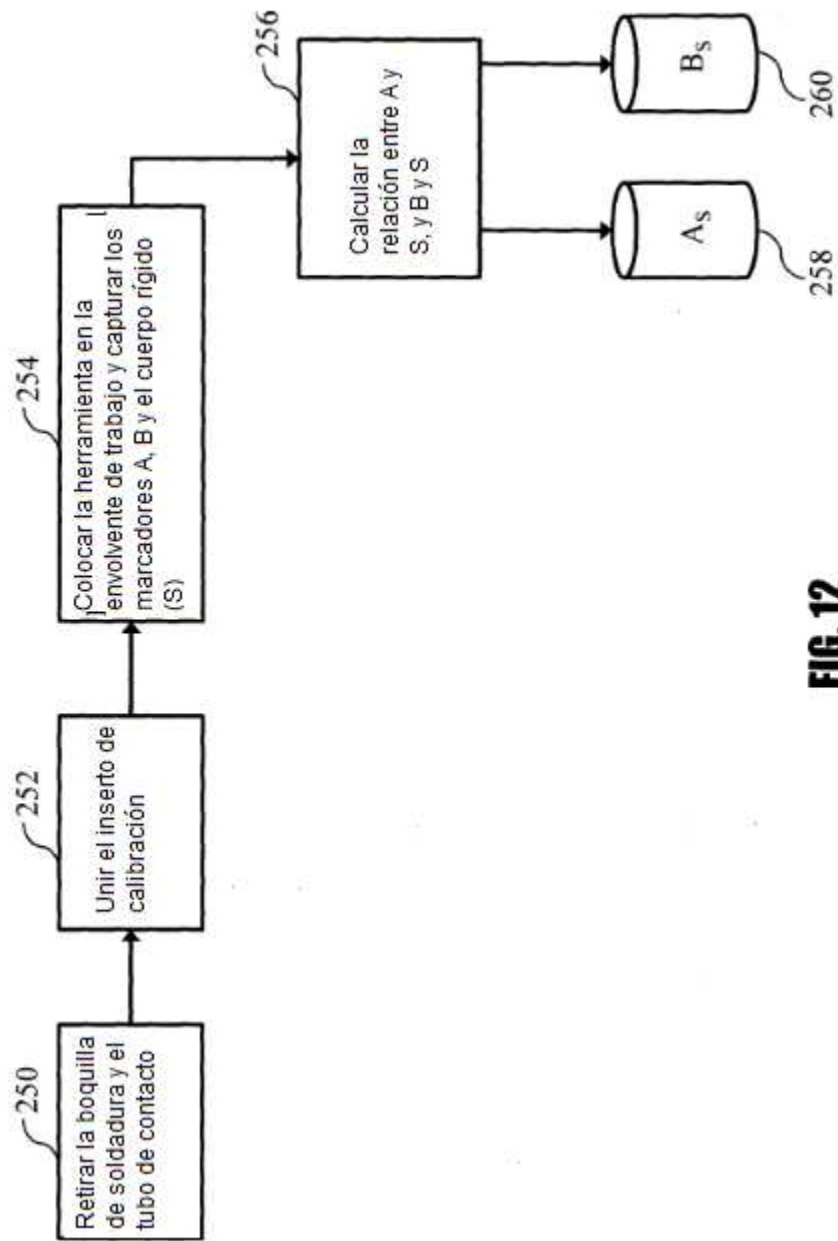 250
Retirar la boquilla
de soldadura y el
tubo de contacto
252
Unir el inserto de
calibración
254
Colocar la herramienta en la
envolvente de trabajo y capturar los
marcadores A, B y el cuerpo rígido
(S)
256
Calcular la
relación entre A y
S, y B y S
As
258
Bs
260
FIG. 12